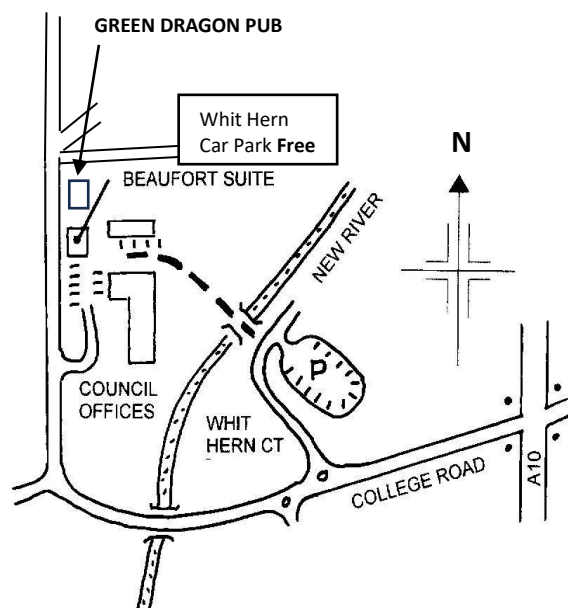 GREEN DRAGON PUB
Whit Hern
Car Park Free
N
BEAUFORT SUITE
NEW RIVER
P
COUNCIL
OFFICES
WHIT
HERN CT
COLLEGE ROAD
A10